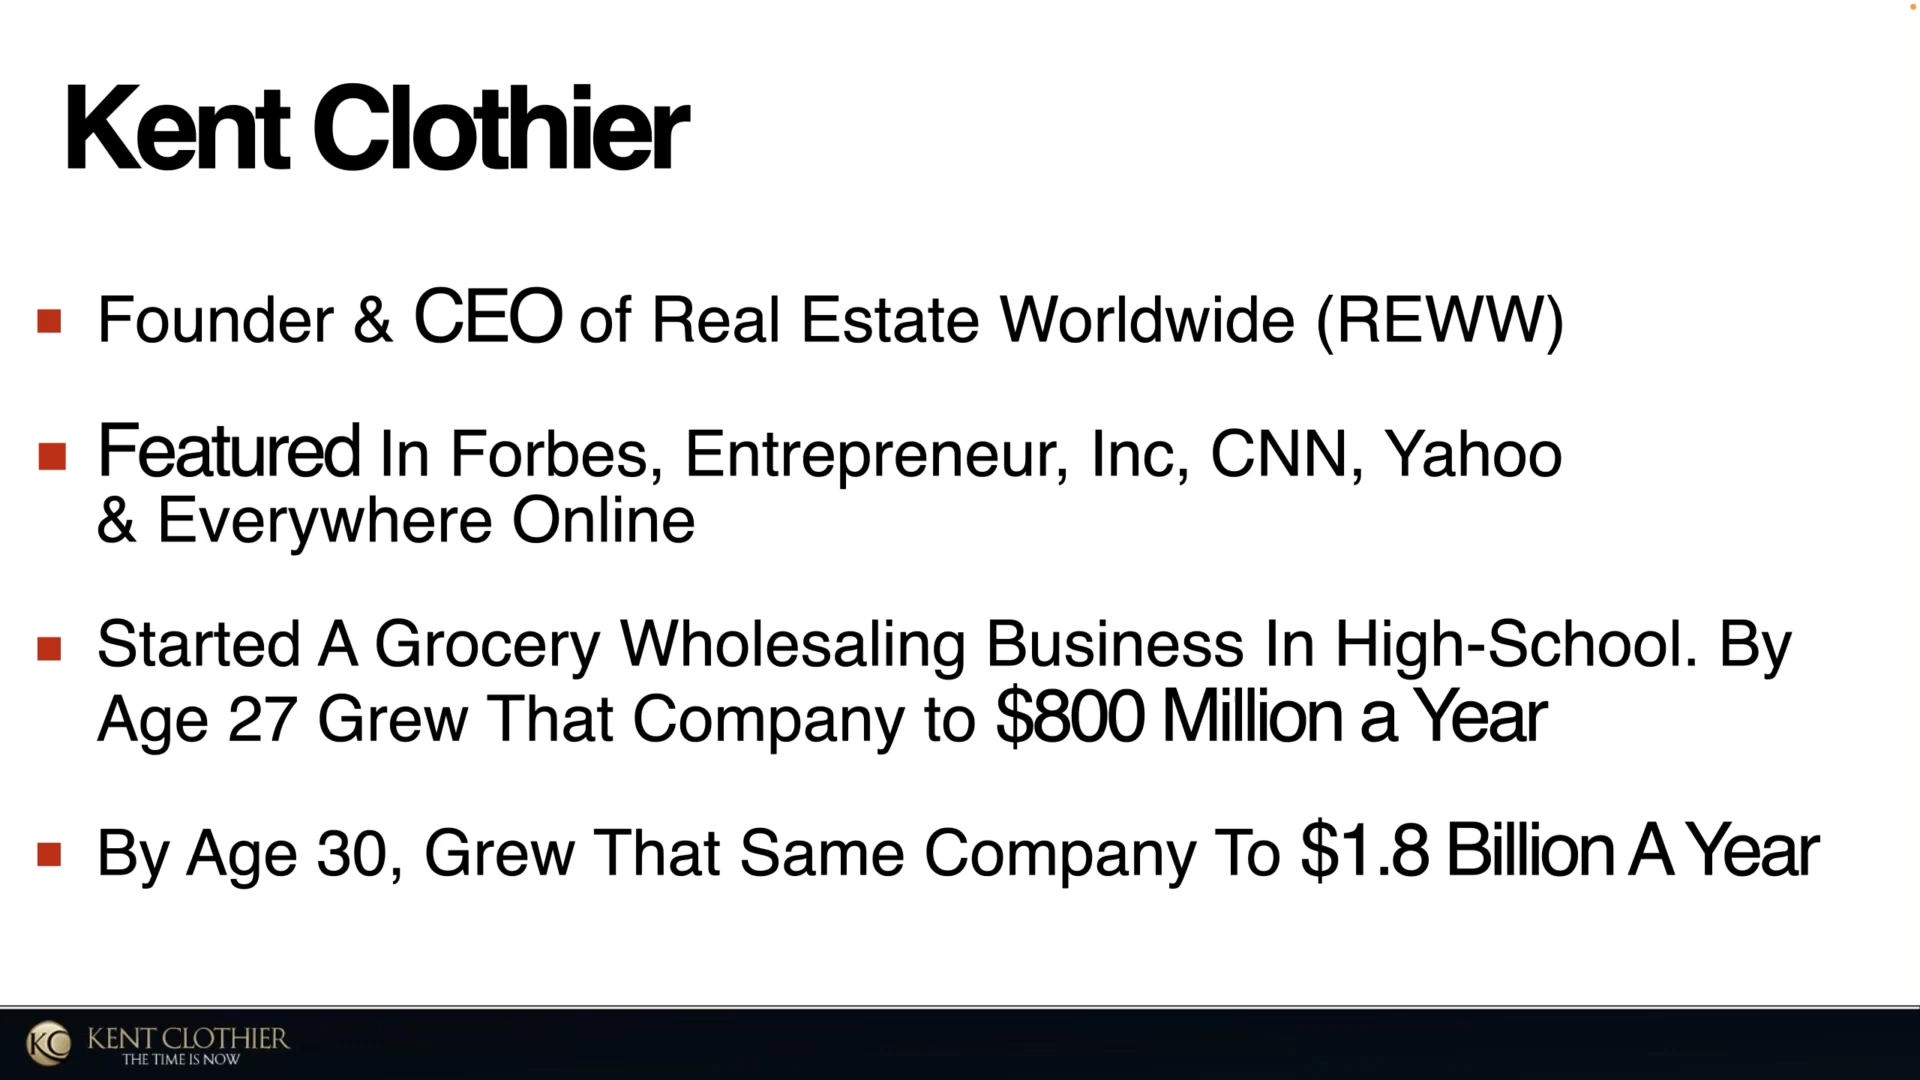 Kent Clothier
Founder & CEO of Real Estate Worldwide (REWW)
Featured In Forbes, Entrepreneur, Inc, CNN, Yahoo
& Everywhere Online
Started A Grocery Wholesaling Business In High-School. By
Age 27 Grew That Company to $800 Million a Year
By Age 30, Grew That Same Company To $1.8 Billion A Year
KC
KENT CLOTHIER
THE TIME IS NOW